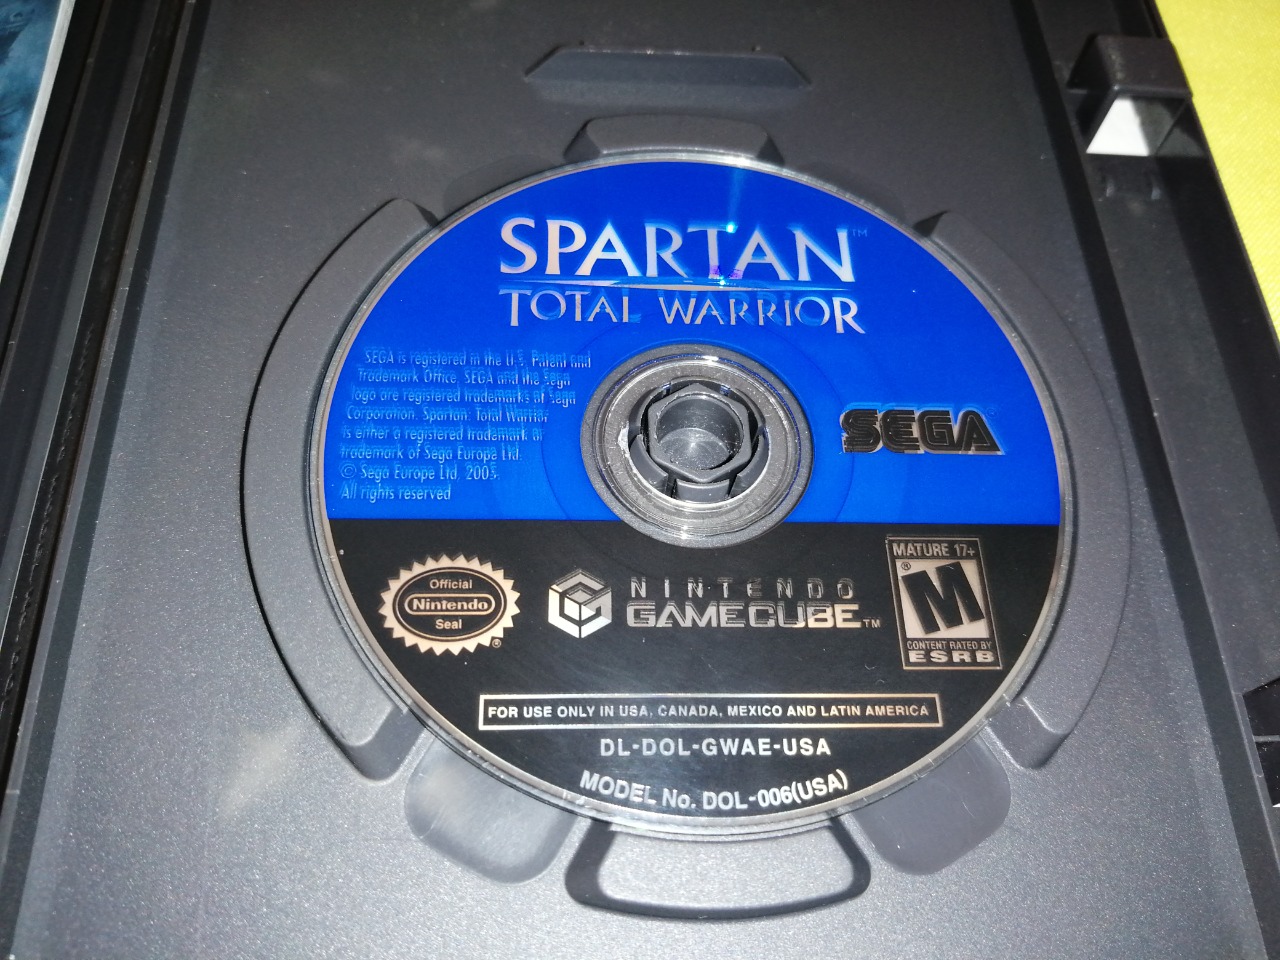 SPARTAN™
TOTAL WARRIOR
SEGA is registered in the U.S. Patent and
Trademark Office. SEGA and the Sega
logo are registered trademarks of Sega
Corporation. Spartan: Total Warrior
is either a registered trademark or
trademark of Sega Europe Ltd.
© Sega Europe Ltd, 2005.
All rights reserved
SEGA®
Official
Nintendo
Seal
®
NINTENDO
GAMECUBE™
MATURE 17+
M
®
CONTENT RATED BY
ESRB
FOR USE ONLY IN USA, CANADA, MEXICO AND LATIN AMERICA
DL-DOL-GWAE-USA
MODEL No. DOL-006(USA)